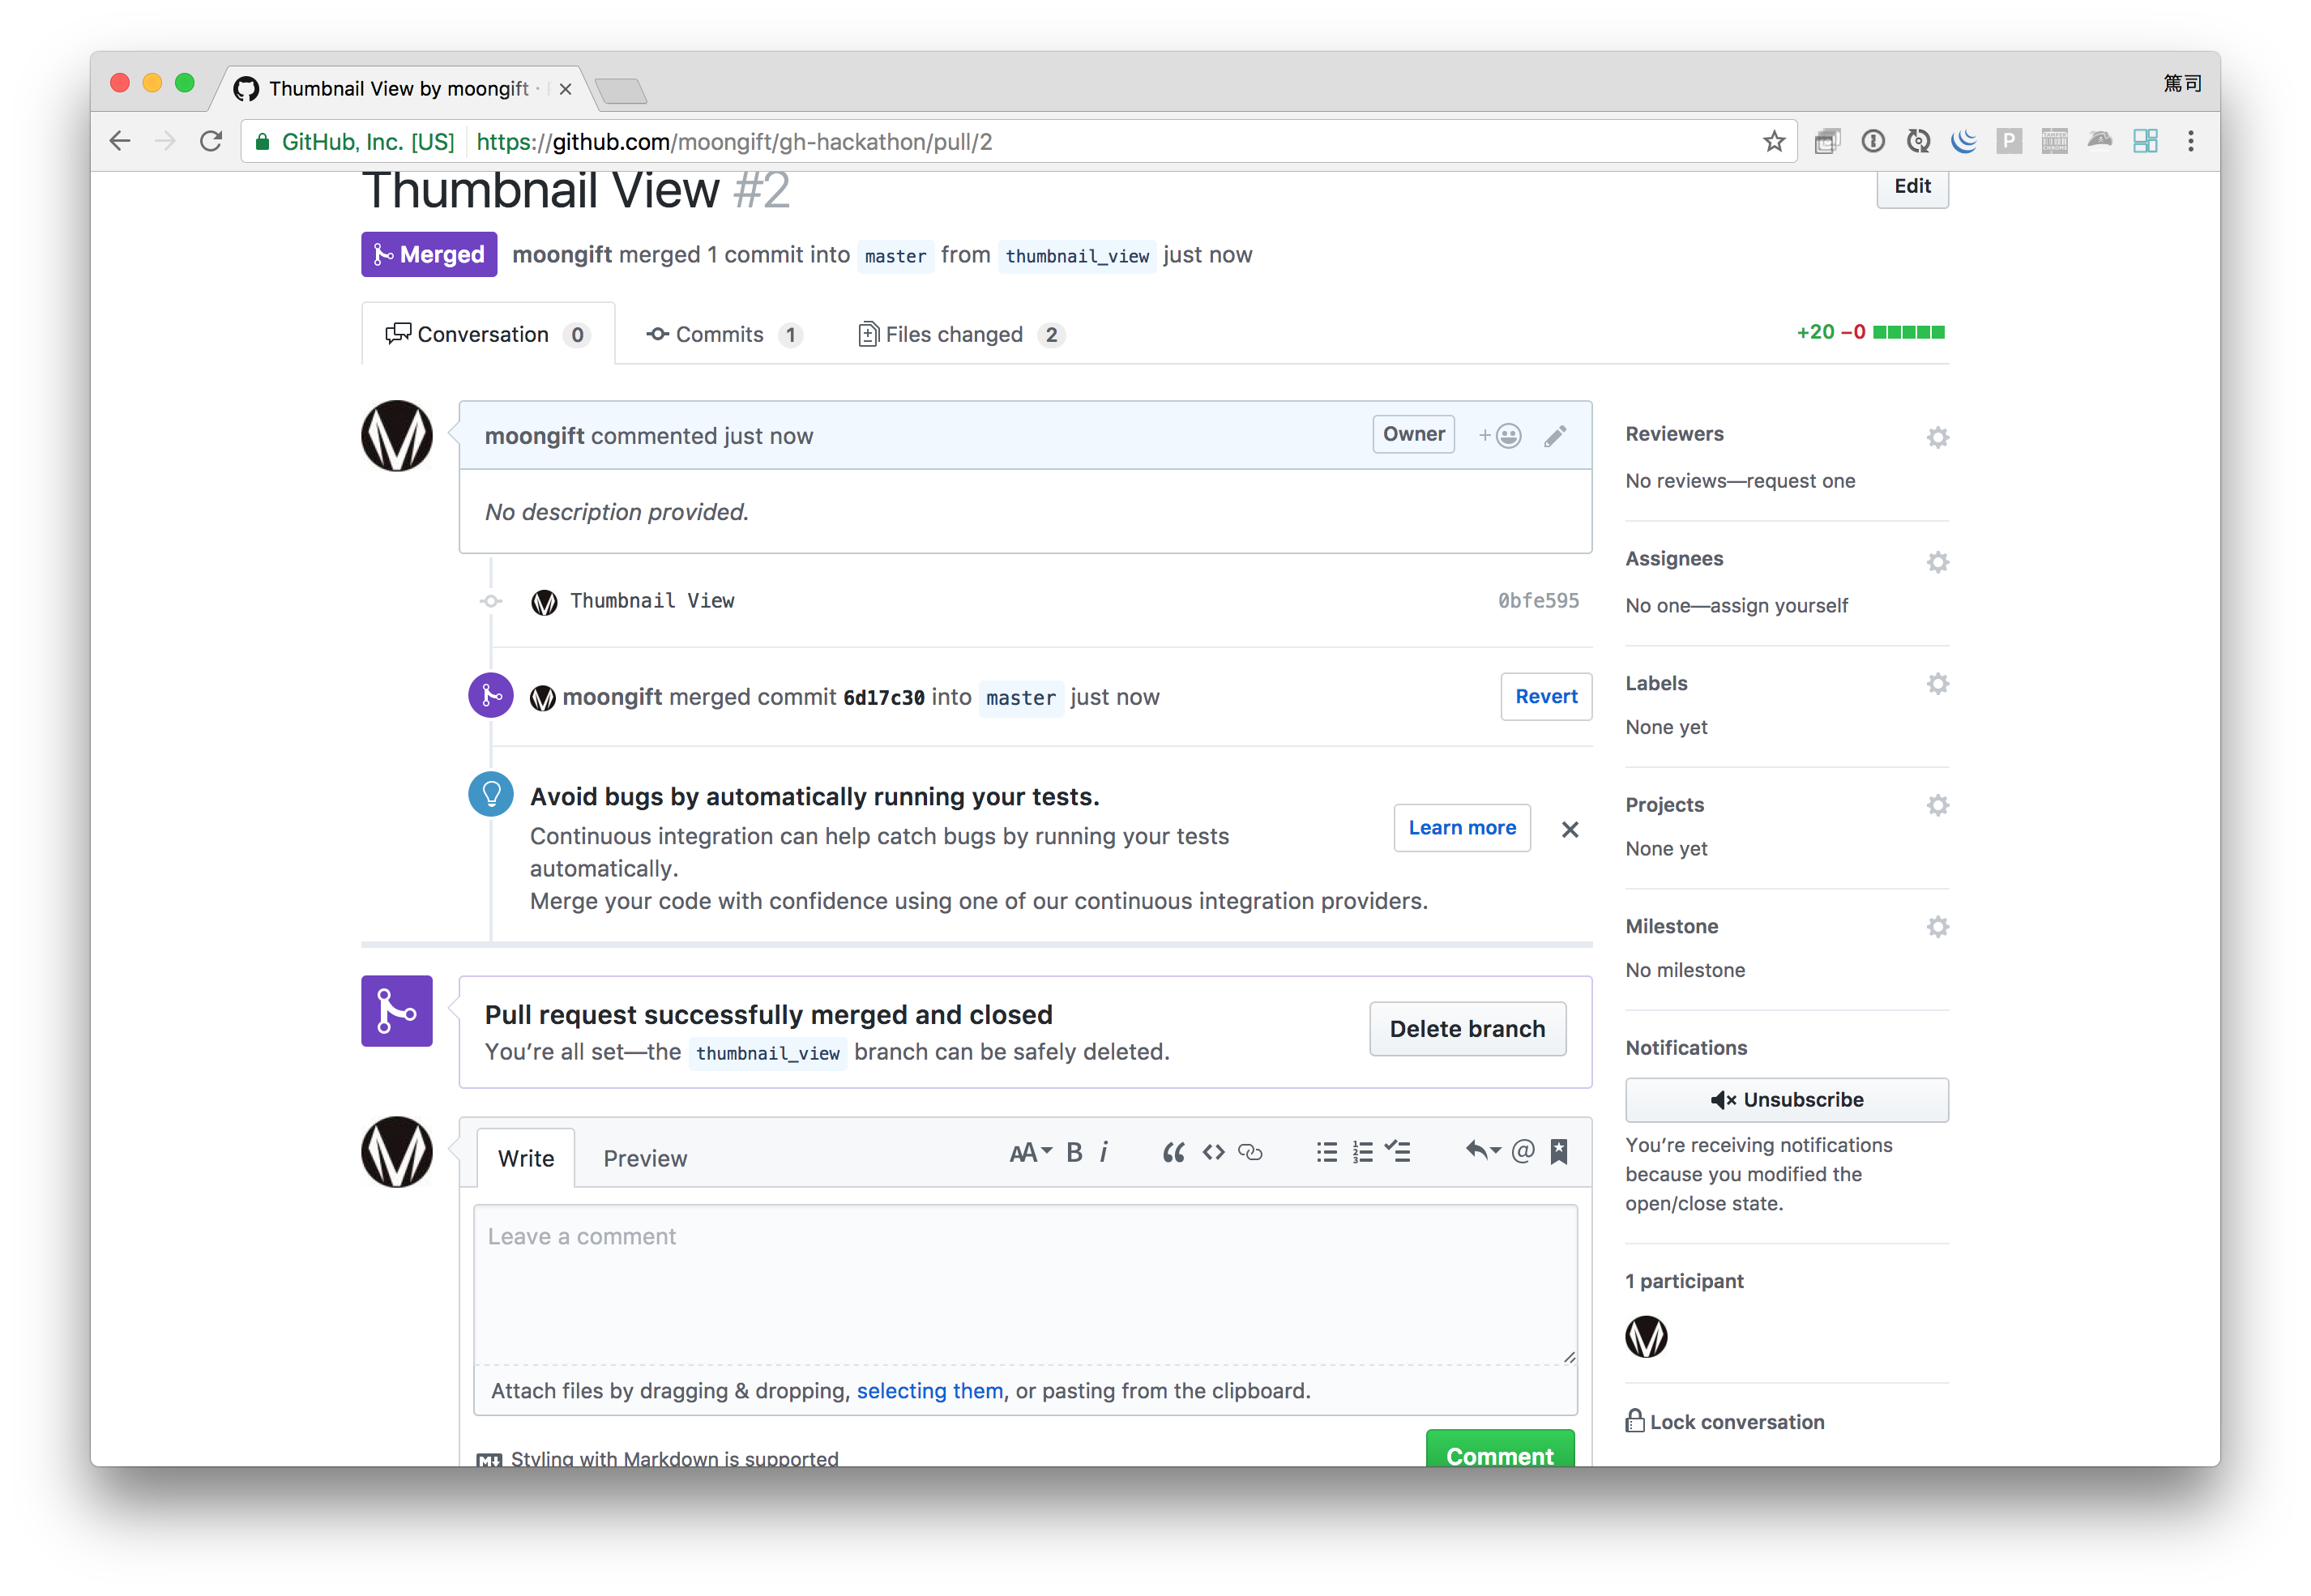 Thumbnail View by moongift ·
篤司
GitHub, Inc. [US] https://github.com/moongift/gh-hackathon/pull/2
Thumbnail View #2
Edit
Merged moongift merged 1 commit into master from thumbnail_view just now
Conversation 0 Commits 1 Files changed 2
+20 −0
moongift commented just now
Owner
No description provided.
Thumbnail View 0bfe595
moongift merged commit 6d17c30 into master just now
Revert
Avoid bugs by automatically running your tests.
Continuous integration can help catch bugs by running your tests
automatically.
Merge your code with confidence using one of our continuous integration providers.
Learn more
Pull request successfully merged and closed
You’re all set—the thumbnail_view branch can be safely deleted.
Delete branch
Write Preview
Leave a comment
Attach files by dragging & dropping, selecting them, or pasting from the clipboard.
Styling with Markdown is supported
Comment
Reviewers
No reviews—request one
Assignees
No one—assign yourself
Labels
None yet
Projects
None yet
Milestone
No milestone
Notifications
Unsubscribe
You’re receiving notifications
because you modified the
open/close state.
1 participant
Lock conversation